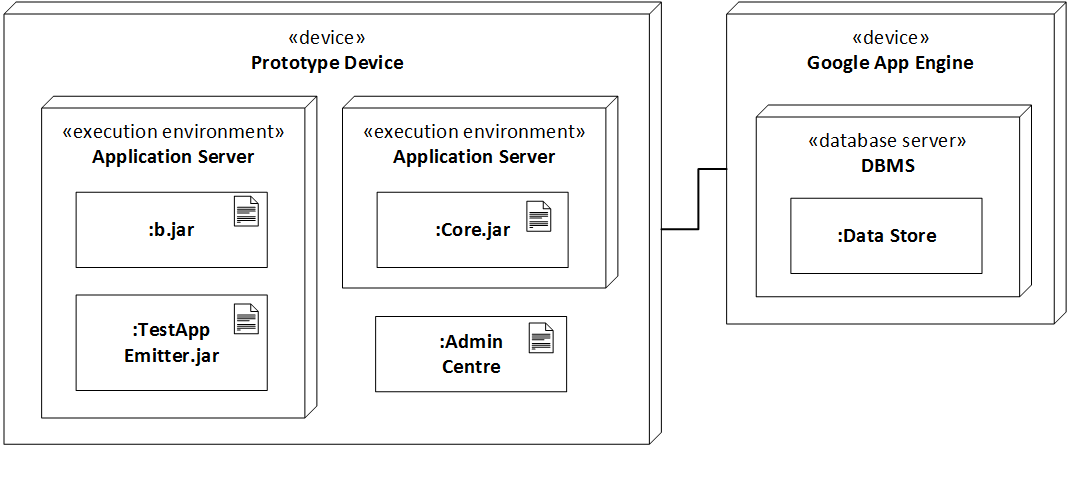 «device»
Prototype Device
«execution environment»
Application Server
:b.jar
:TestApp
Emitter.jar
«execution environment»
Application Server
:Core.jar
:Admin
Centre
«device»
Google App Engine
«database server»
DBMS
:Data Store